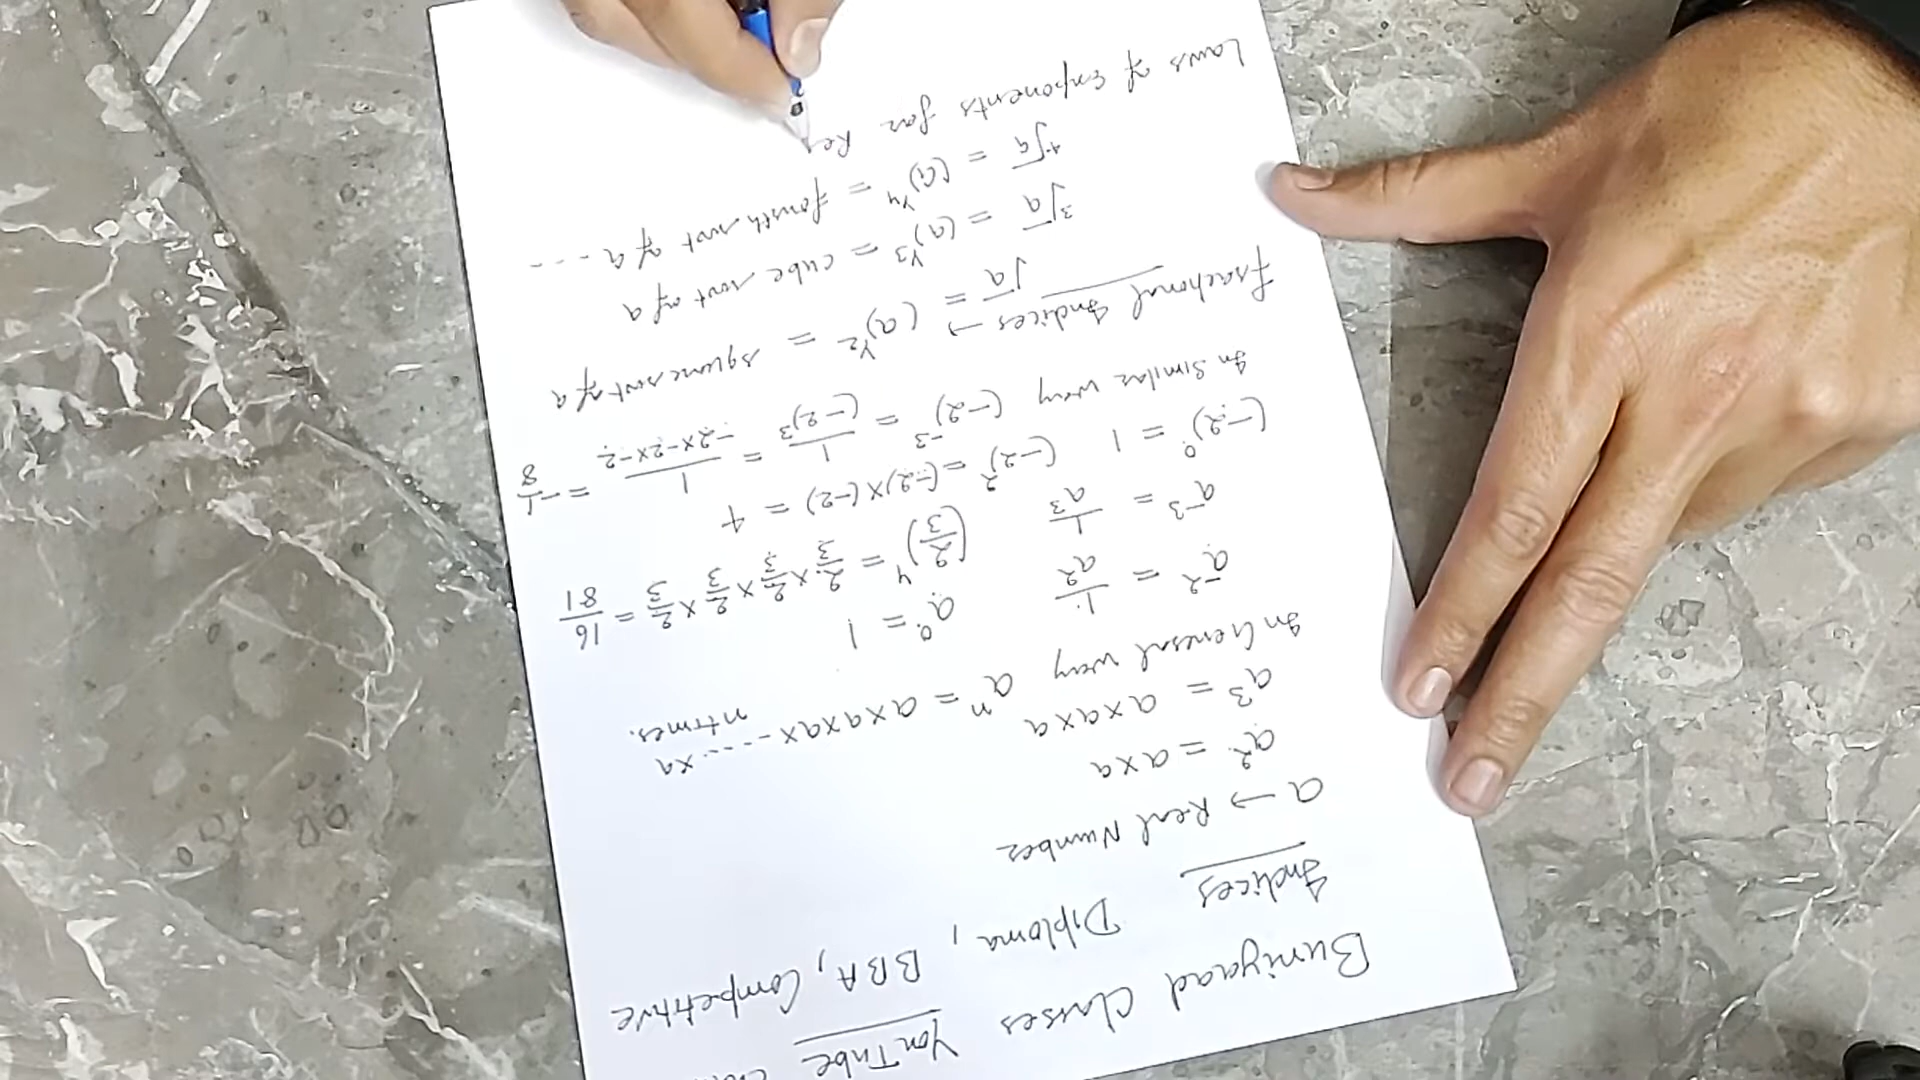 Buniyaad Classes YouTube
Indices Diploma, BBA, Competitive
a → Real Number
a² = a×a
a³ = a×a×a
In General way aⁿ = a×a×a×-....×a n times.
a⁻² = 1/a² a⁰ = 1
a⁻³ = 1/a³ (2/3)⁴ = 2/3 × 2/3 × 2/3 × 2/3 = 16/81
(-2)⁰ = 1 (-2)² = (-2)×(-2) = 4
In Similar way (-2)⁻³ = 1/(-2)³ = 1/-2×-2×-2 = -1/8
Fractional Indices → √a = (a)^1/2 = square root of a
³√a = (a)^1/3 = cube root of a
⁴√a = (a)^1/4 = fourth root of a ----
Laws of Exponents for Re